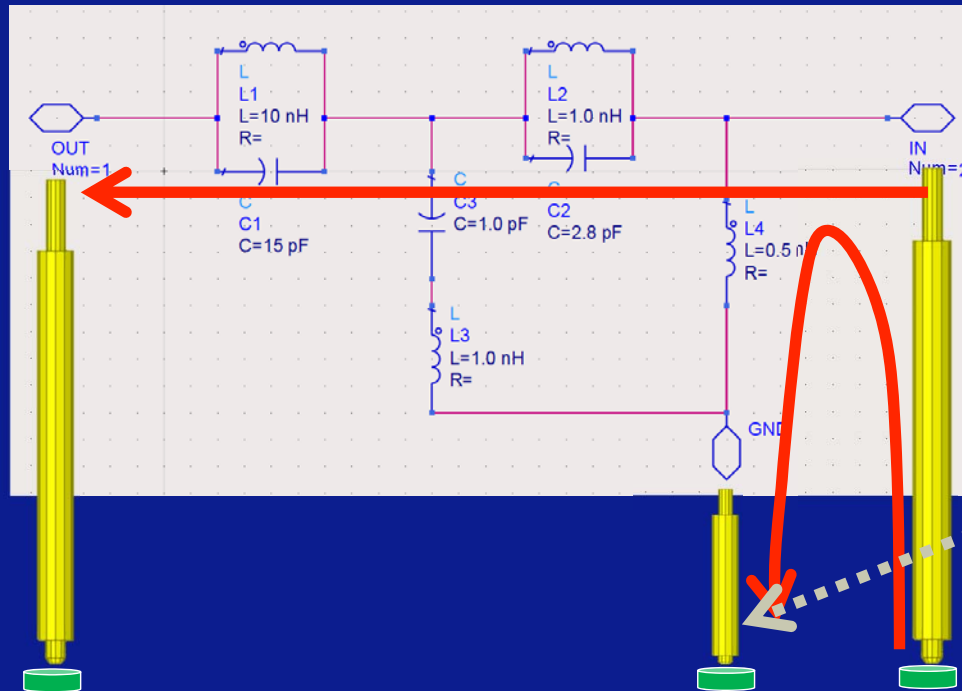 L
L1
L=10 nH
R=
C
C1
C=15 pF
OUT
Num=1
L
L2
L=1.0 nH
R=
C
C2
C=2.8 pF
C
C3
C=1.0 pF
L
L3
L=1.0 nH
R=
L
L4
L=0.5 n
R=
IN
GND